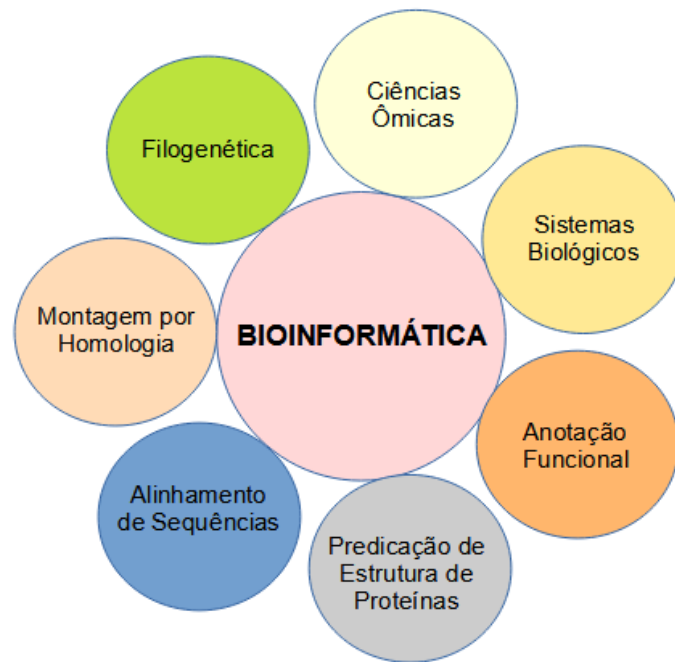 Ciências
Ômicas
Filogenética
Sistemas
Biológicos
Montagem por
Homologia
BIOINFORMÁTICA
Anotação
Funcional
Alinhamento
de Sequências
Predicação de
Estrutura de
Proteínas